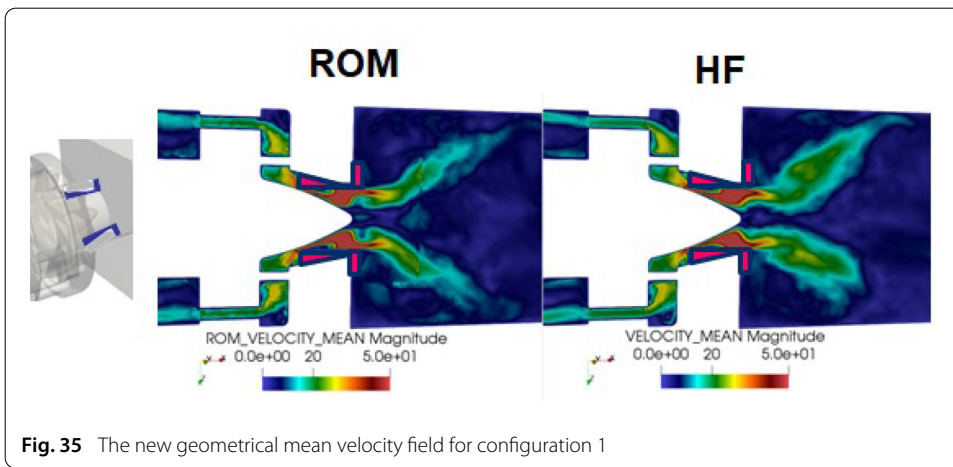 ROM
HF
ROM_VELOCITY_MEAN Magnitude
0.0e+00 20 5.0e+01
VELOCITY_MEAN Magnitude
0.0e+00 20 5.0e+01
Fig. 35 The new geometrical mean velocity field for configuration 1